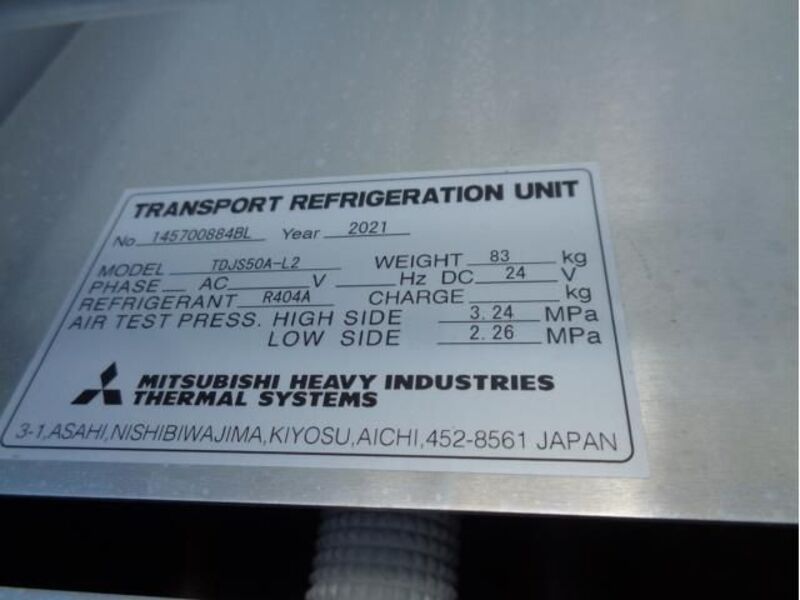 TRANSPORT REFRIGERATION UNIT
No 145700884BL Year 2021
MODEL TDJS50A-L2 WEIGHT 83 kg
PHASE AC V Hz DC 24 V
REFRIGERANT R404A CHARGE kg
AIR TEST PRESS. HIGH SIDE 3.24 MPa
LOW SIDE 2.26 MPa
MITSUBISHI HEAVY INDUSTRIES
THERMAL SYSTEMS
3-1,ASAHI,NISHIBIWAJIMA,KIYOSU,AICHI,452-8561 JAPAN